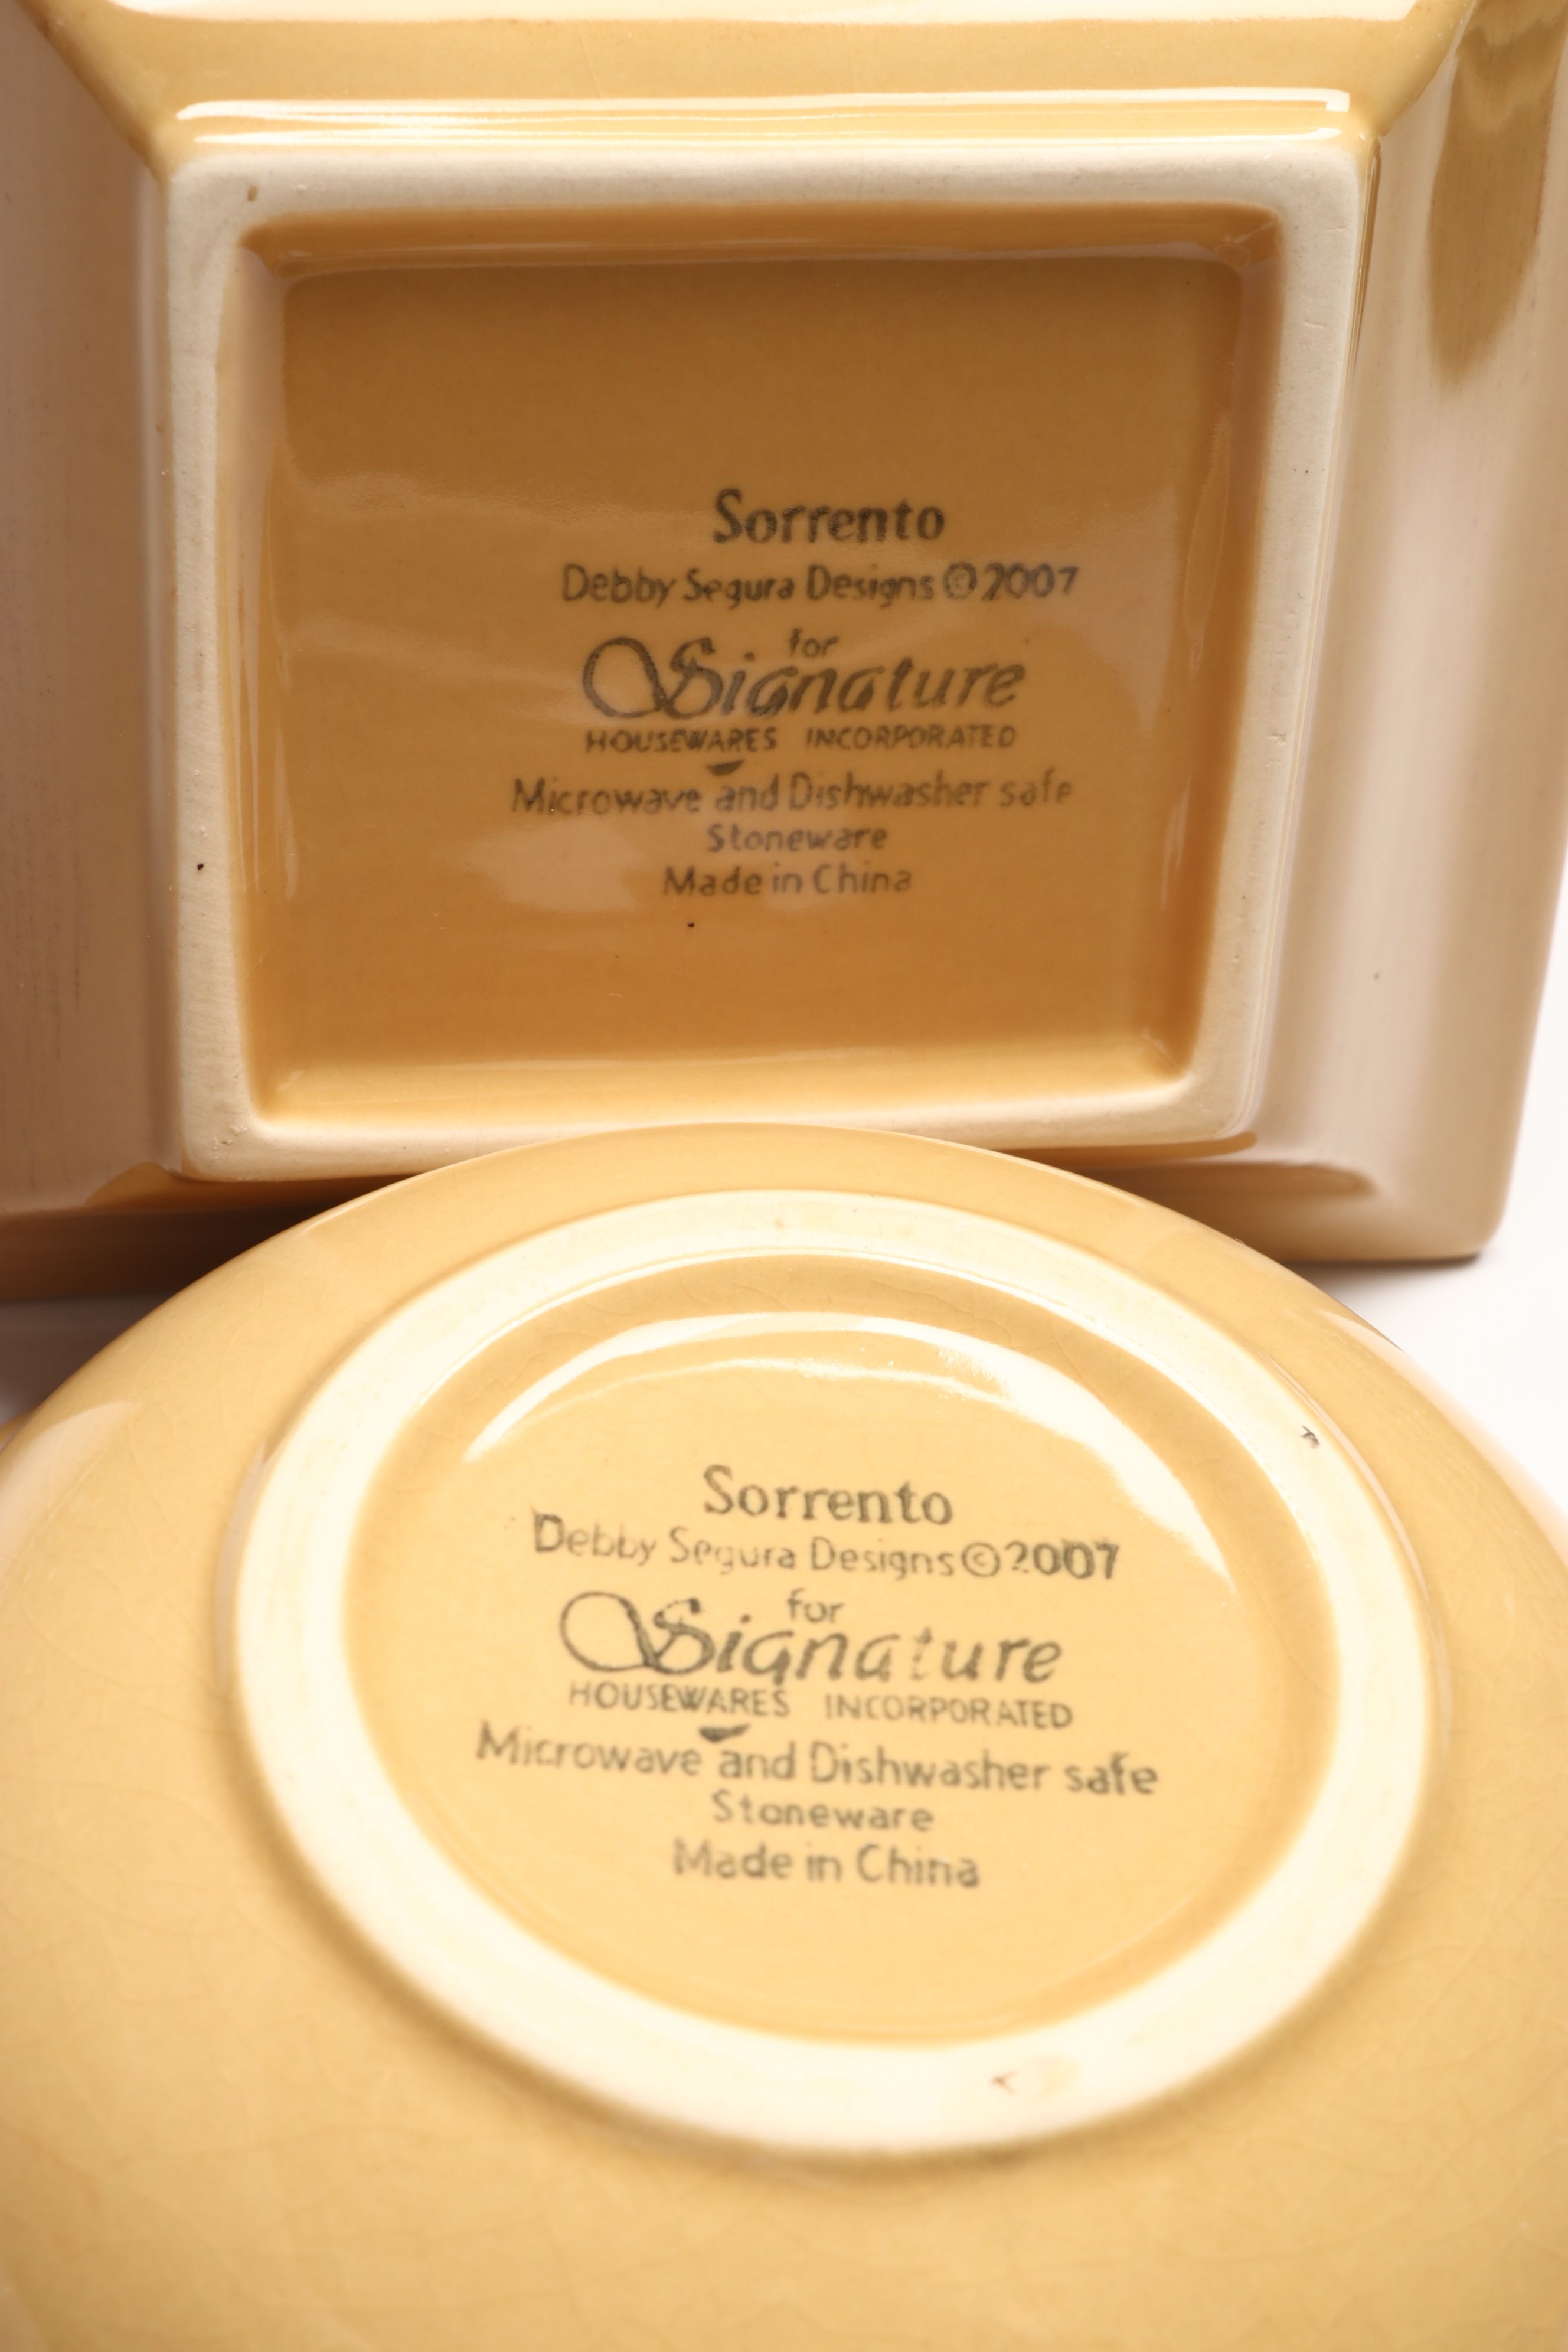 Sorrento
Debby Segura Designs ©2007
for
Signature
HOUSEWARES INCORPORATED
Microwave and Dishwasher safe
Stoneware
Made in China
Sorrento
Debby Segura Designs ©2007
for
Signature
HOUSEWARES INCORPORATED
Microwave and Dishwasher safe
Stoneware
Made in China